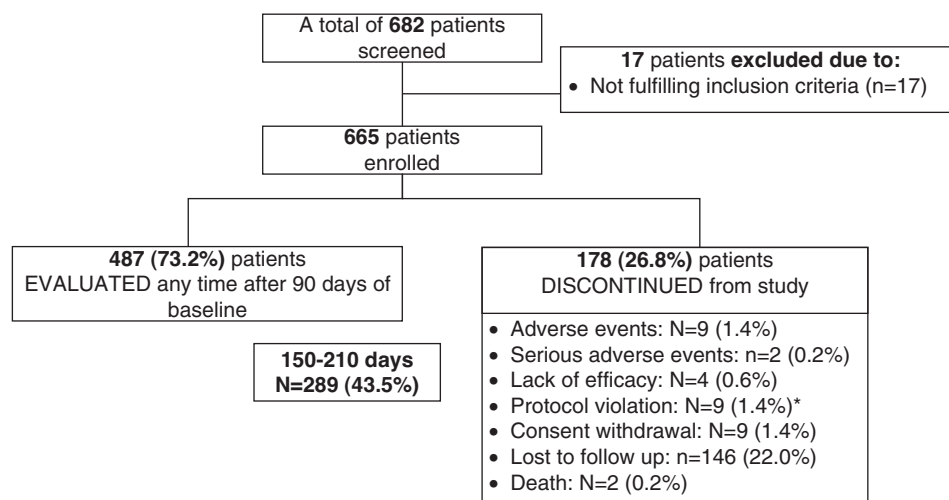 A total of 682 patients
screened
17 patients excluded due to:
• Not fulfilling inclusion criteria (n=17)
665 patients
enrolled
487 (73.2%) patients
EVALUATED any time after 90 days of
baseline
150-210 days
N=289 (43.5%)
178 (26.8%) patients
DISCONTINUED from study
• Adverse events: N=9 (1.4%)
• Serious adverse events: n=2 (0.2%)
• Lack of efficacy: N=4 (0.6%)
• Protocol violation: N=9 (1.4%)*
• Consent withdrawal: N=9 (1.4%)
• Lost to follow up: n=146 (22.0%)
• Death: N=2 (0.2%)